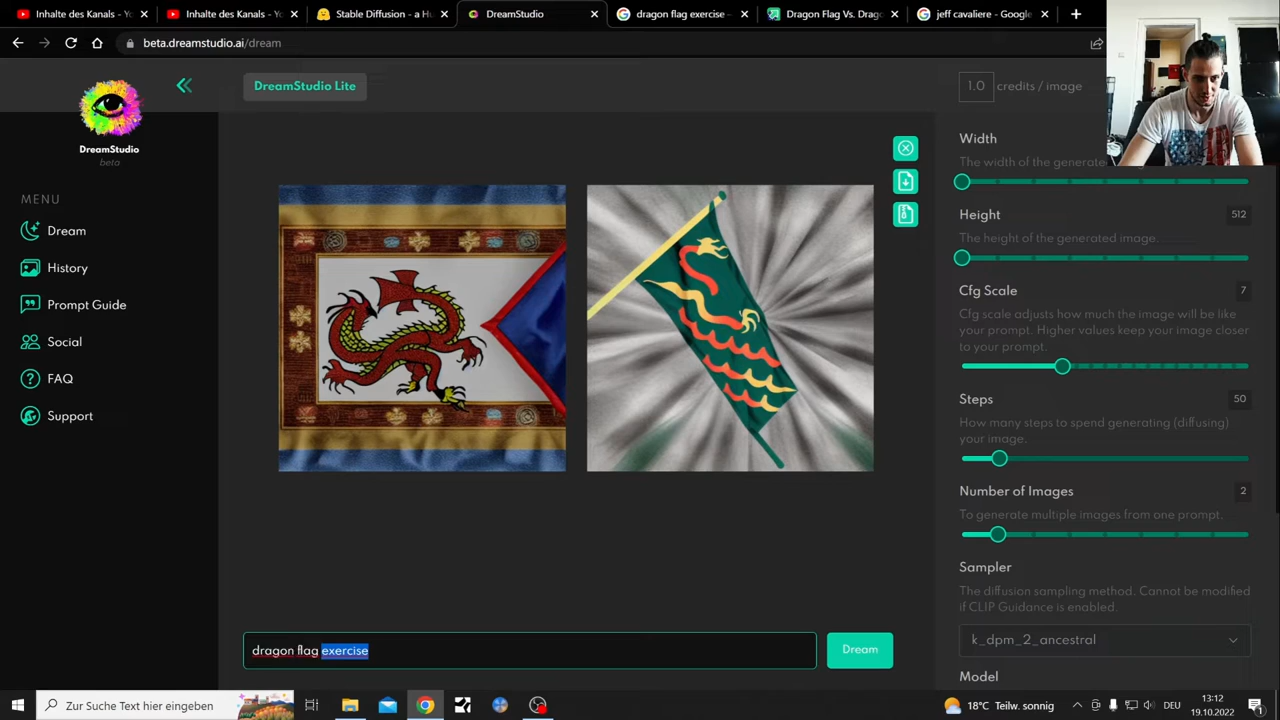 Inhalte des Kanals - Yo
Inhalte des Kanals - Yo
Stable Diffusion - a Hu
DreamStudio
dragon flag exercise –
Dragon Flag Vs. Drago
jeff cavaliere - Google
beta.dreamstudio.ai/dream
DreamStudio
beta
MENU
Dream
History
Prompt Guide
Social
FAQ
Support
DreamStudio Lite
dragon flag exercise
Dream
1.0 credits / image
Width
The width of the generated
Height 512
The height of the generated image.
Cfg Scale 7
Cfg scale adjusts how much the image will be like
your prompt. Higher values keep your image closer
to your prompt.
Steps 50
How many steps to spend generating (diffusing)
your image.
Number of Images 2
To generate multiple images from one prompt.
Sampler
The diffusion sampling method. Cannot be modified
if CLIP Guidance is enabled.
k_dpm_2_ancestral
Model
Zur Suche Text hier eingeben
18°C Teilw. sonnig
DEU
13:12
19.10.2022
1